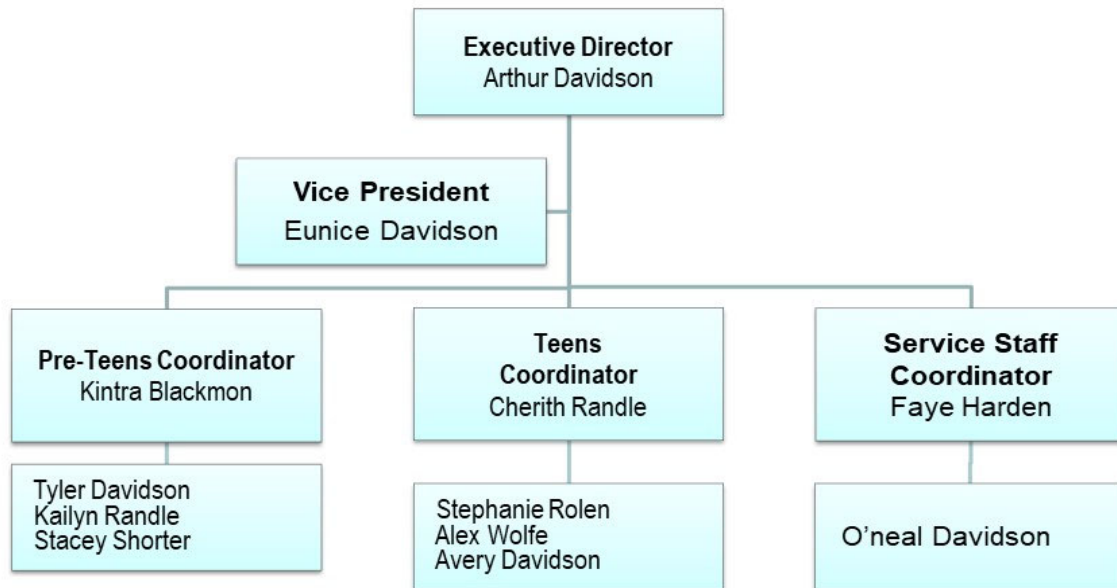 Executive Director
Arthur Davidson
Vice President
Eunice Davidson
Pre-Teens Coordinator
Kintra Blackmon
Teens
Coordinator
Cherith Randle
Service Staff
Coordinator
Faye Harden
Tyler Davidson
Kailyn Randle
Stacey Shorter
Stephanie Rolen
Alex Wolfe
Avery Davidson
O’neal Davidson